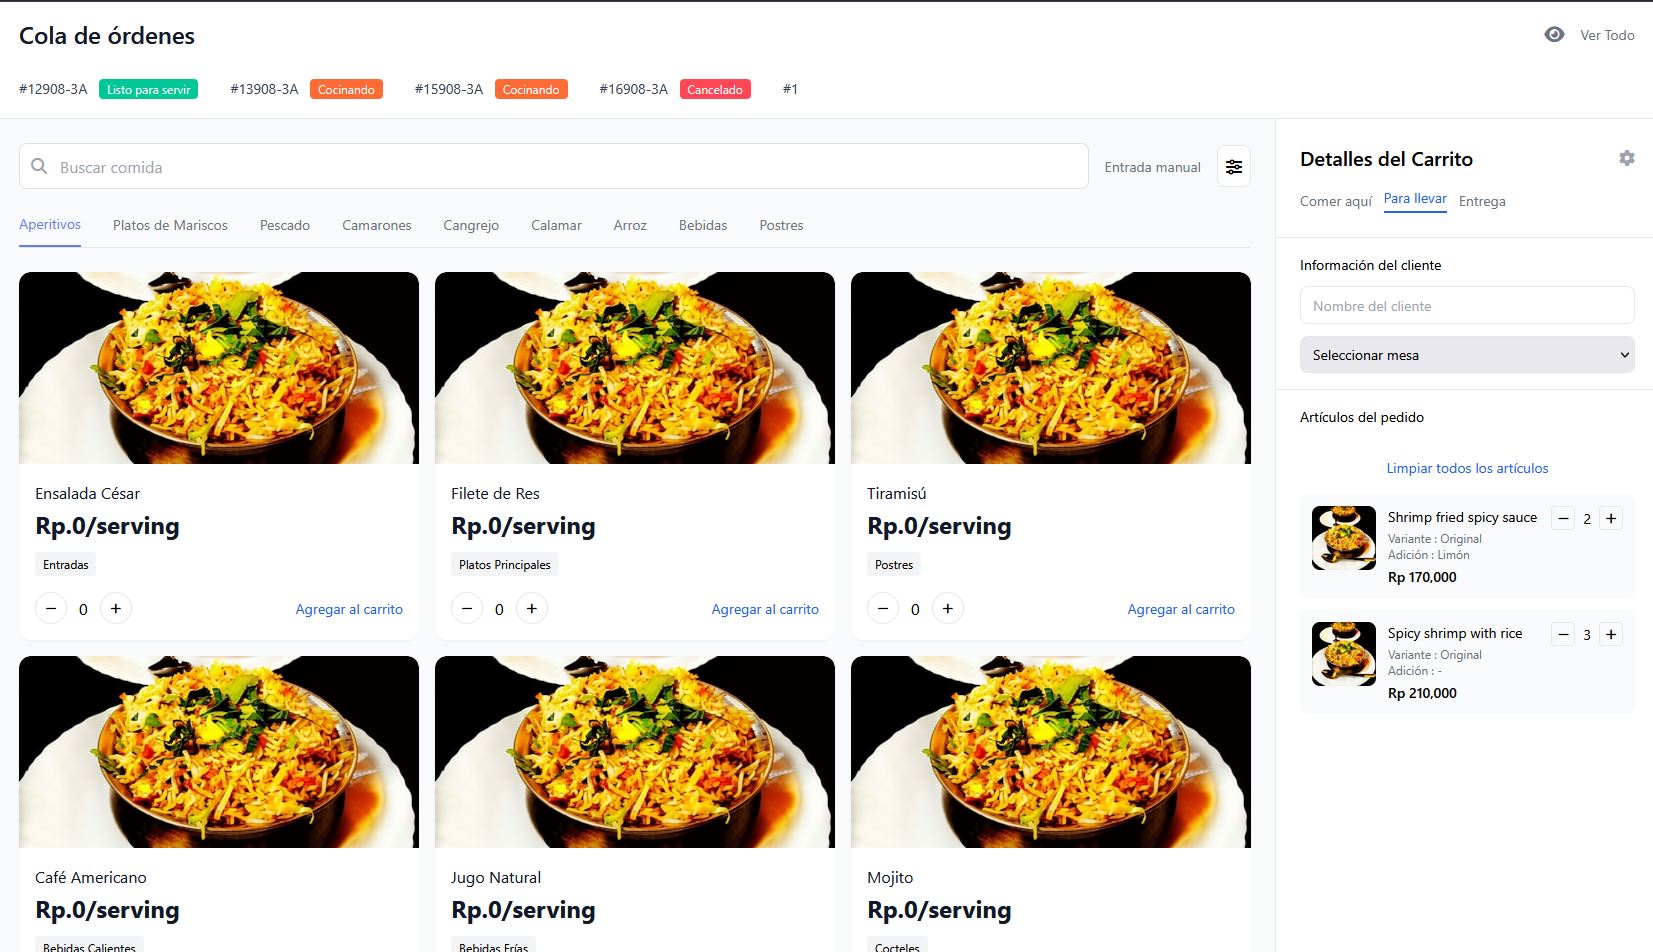 Cola de órdenes
Ver Todo
#12908-3A Listo para servir #13908-3A Cocinando #15908-3A Cocinando #16908-3A Cancelado #1
Buscar comida
Entrada manual
Aperitivos Platos de Mariscos Pescado Camarones Cangrejo Calamar Arroz Bebidas Postres
Ensalada César
Rp.0/serving
Entradas
0
Agregar al carrito
Filete de Res
Rp.0/serving
Platos Principales
0
Agregar al carrito
Tiramisú
Rp.0/serving
Postres
0
Agregar al carrito
Café Americano
Rp.0/serving
Bebidas Calientes
Jugo Natural
Rp.0/serving
Bebidas Frías
Mojito
Rp.0/serving
Cocteles
Detalles del Carrito
Comer aquí Para llevar Entrega
Información del cliente
Nombre del cliente
Seleccionar mesa
Artículos del pedido
Limpiar todos los artículos
Shrimp fried spicy sauce
2
Variante : Original
Adición : Limón
Rp 170,000
Spicy shrimp with rice
3
Variante : Original
Adición : -
Rp 210,000